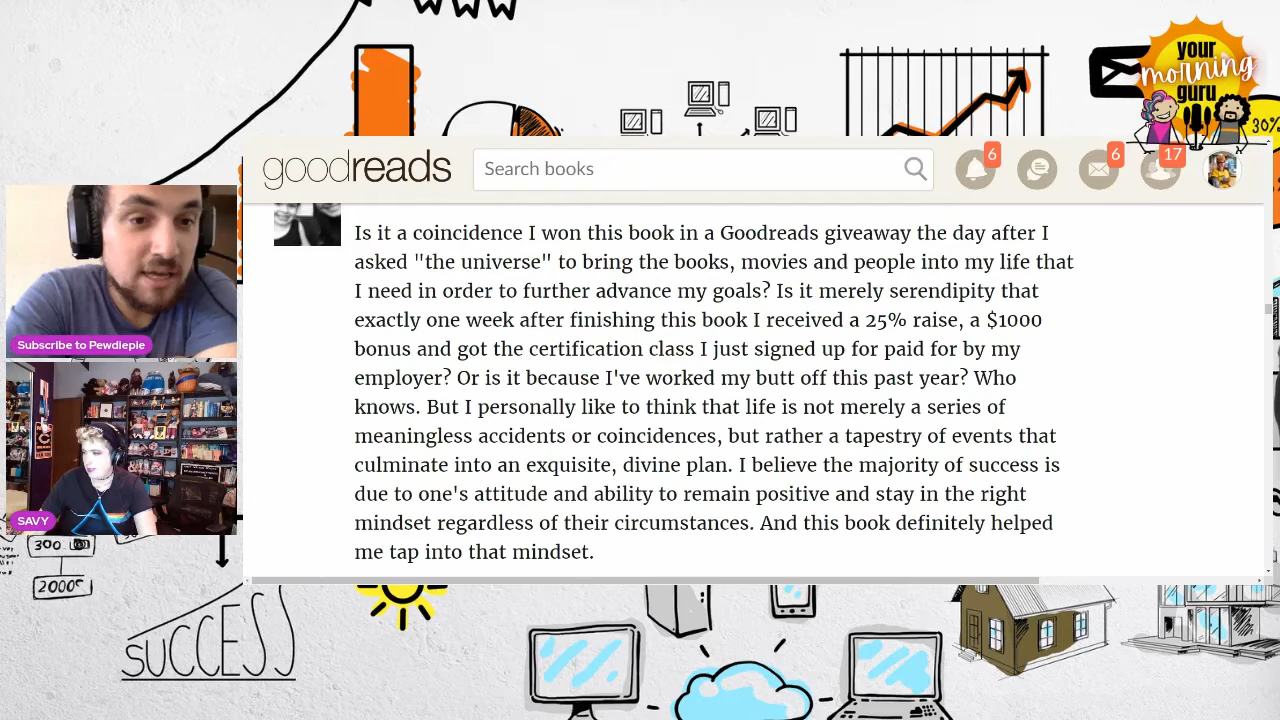 WWW
your
morning
guru
30%
goodreads
Search books
6
6
17
Is it a coincidence I won this book in a Goodreads giveaway the day after I
asked "the universe" to bring the books, movies and people into my life that
I need in order to further advance my goals? Is it merely serendipity that
exactly one week after finishing this book I received a 25% raise, a $1000
bonus and got the certification class I just signed up for paid for by my
employer? Or is it because I've worked my butt off this past year? Who
knows. But I personally like to think that life is not merely a series of
meaningless accidents or coincidences, but rather a tapestry of events that
culminate into an exquisite, divine plan. I believe the majority of success is
due to one's attitude and ability to remain positive and stay in the right
mindset regardless of their circumstances. And this book definitely helped
me tap into that mindset.
Subscribe to Pewdiepie
SAVY
300
2000
SUCCESS